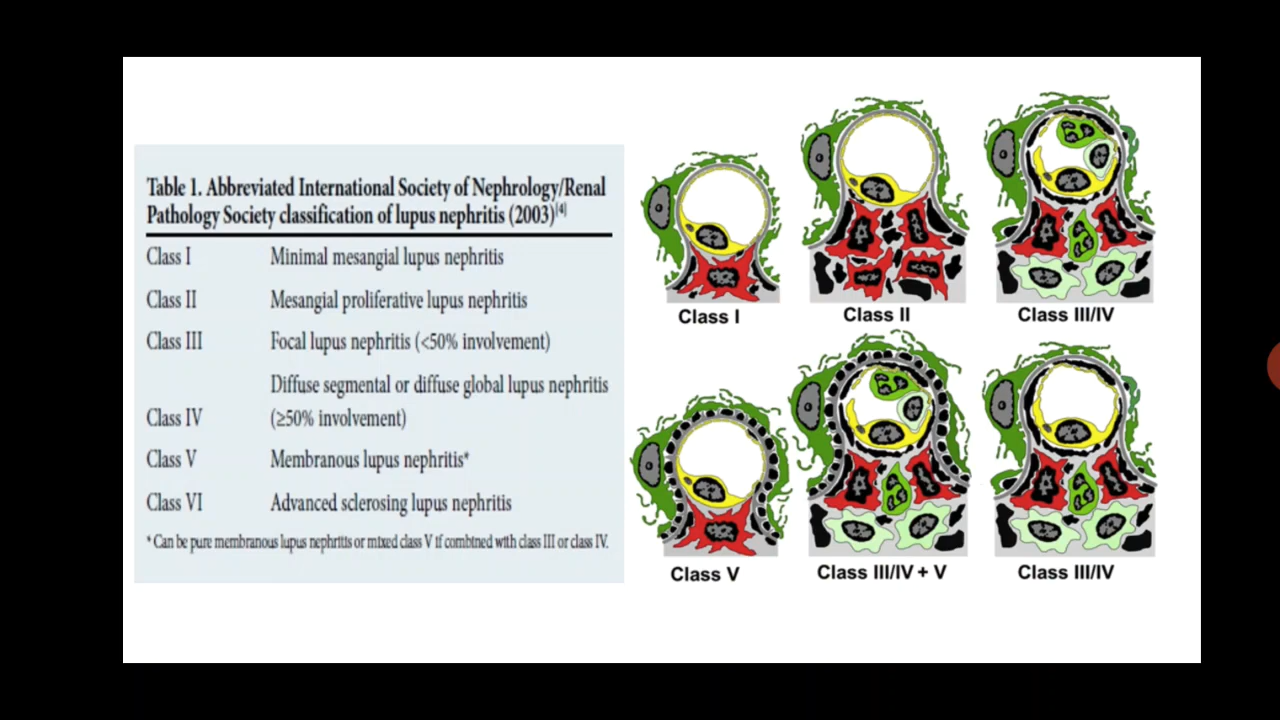 Table 1. Abbreviated International Society of Nephrology/Renal
Pathology Society classification of lupus nephritis (2003)[4]
Class I Minimal mesangial lupus nephritis
Class II Mesangial proliferative lupus nephritis
Class III Focal lupus nephritis (<50% involvement)
Diffuse segmental or diffuse global lupus nephritis
Class IV (≥50% involvement)
Class V Membranous lupus nephritis*
Class VI Advanced sclerosing lupus nephritis
* Can be pure membranous lupus nephritis or mixed class V if combined with class III or class IV.
Class I
Class II
Class III/IV
Class V
Class III/IV + V
Class III/IV